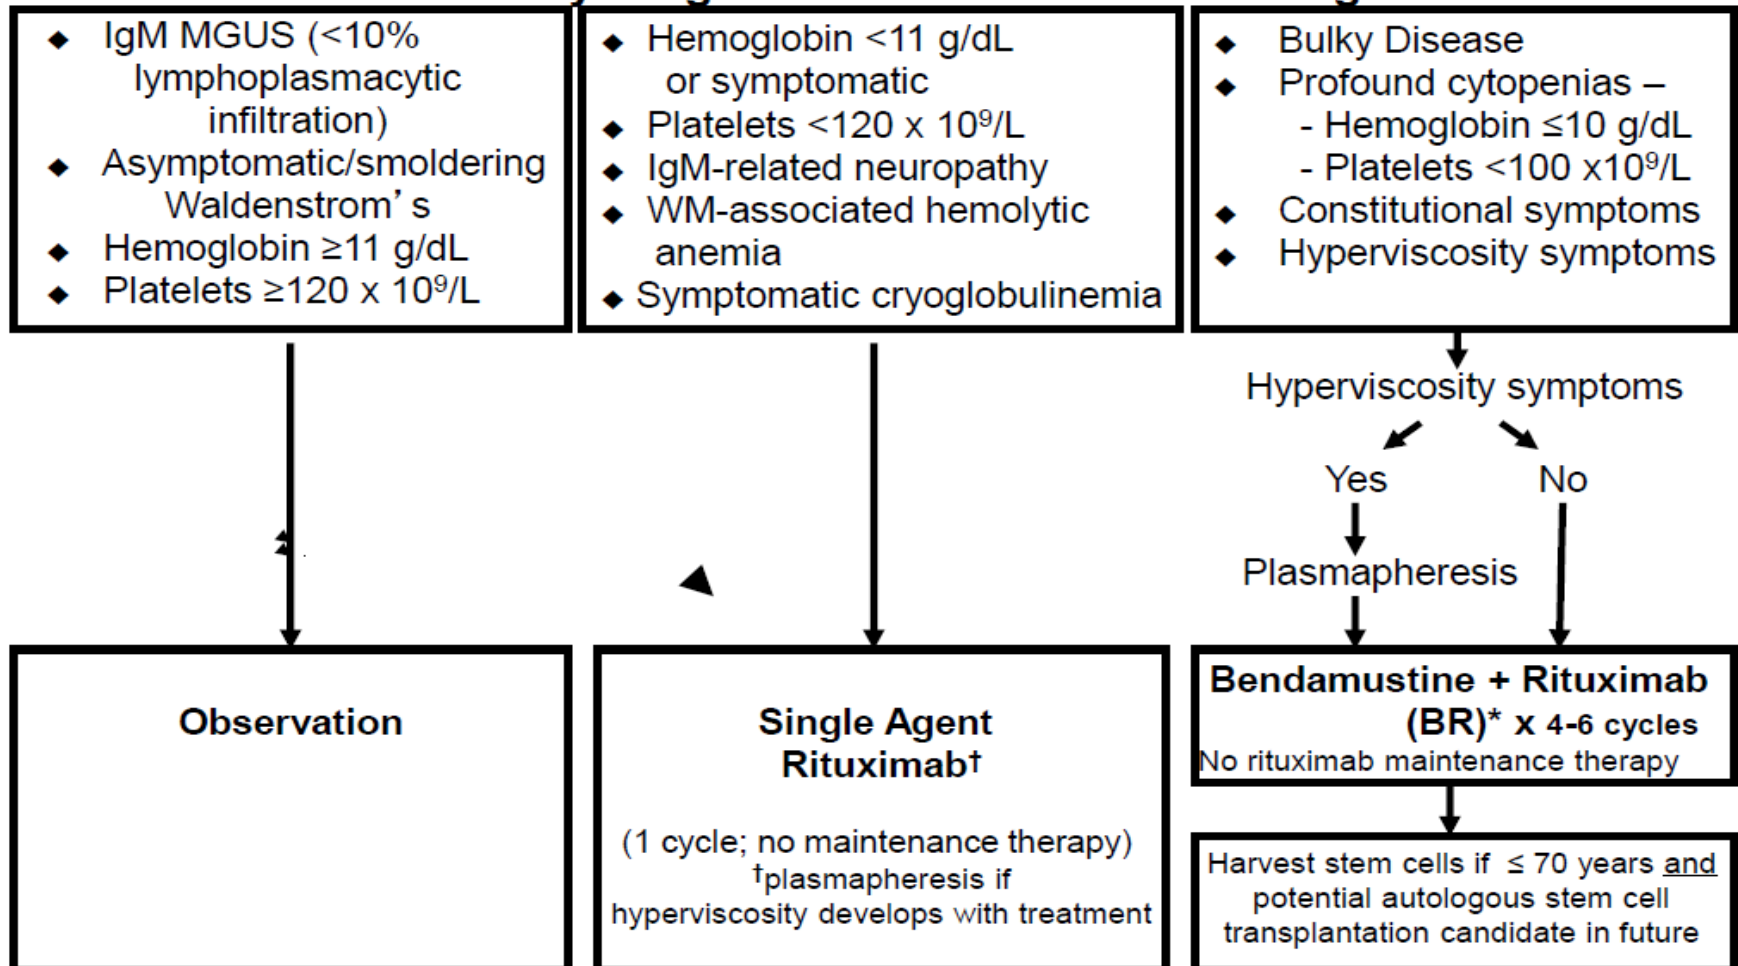 ◆ IgM MGUS (<10%
lymphoplasmacytic
infiltration)
◆ Asymptomatic/smoldering
Waldenstrom’ s
◆ Hemoglobin ≥11 g/dL
◆ Platelets ≥120 x 10⁹/L
◆ Hemoglobin <11 g/dL
or symptomatic
◆ Platelets <120 x 10⁹/L
◆ IgM-related neuropathy
◆ WM-associated hemolytic
anemia
◆ Symptomatic cryoglobulinemia
◆ Bulky Disease
◆ Profound cytopenias –
- Hemoglobin ≤10 g/dL
- Platelets <100 x10⁹/L
◆ Constitutional symptoms
◆ Hyperviscosity symptoms
Hyperviscosity symptoms
Yes No
Plasmapheresis
Observation
Single Agent
Rituximab†
(1 cycle; no maintenance therapy)
†plasmapheresis if
hyperviscosity develops with treatment
Bendamustine + Rituximab
(BR)* x 4-6 cycles
No rituximab maintenance therapy
Harvest stem cells if ≤ 70 years and
potential autologous stem cell
transplantation candidate in future